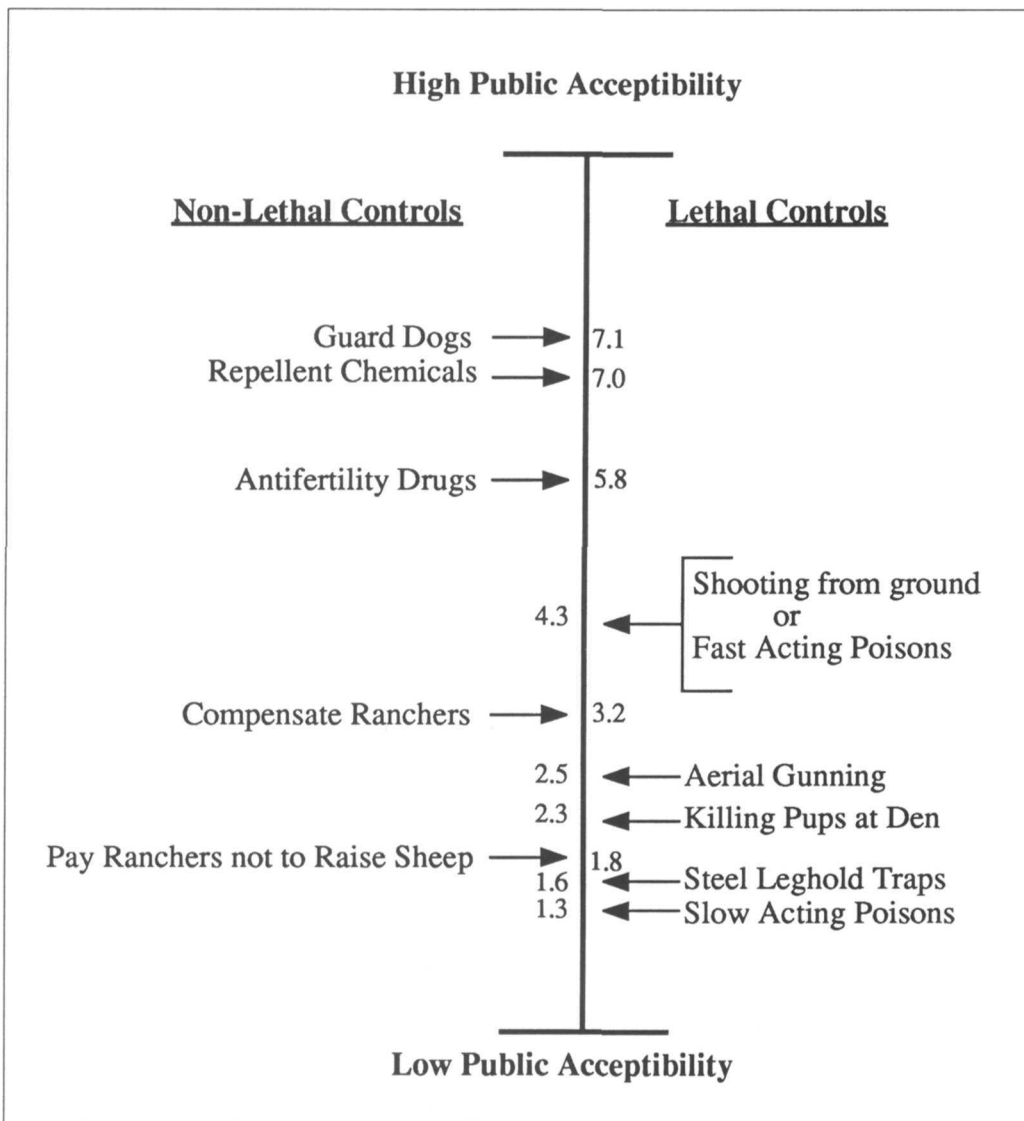 High Public Acceptibility
Non-Lethal Controls
Lethal Controls
Guard Dogs
7.1
Repellent Chemicals
7.0
Antifertility Drugs
5.8
4.3
Shooting from ground
or
Fast Acting Poisons
Compensate Ranchers
3.2
2.5
Aerial Gunning
2.3
Killing Pups at Den
Pay Ranchers not to Raise Sheep
1.8
1.6
Steel Leghold Traps
1.3
Slow Acting Poisons
Low Public Acceptibility